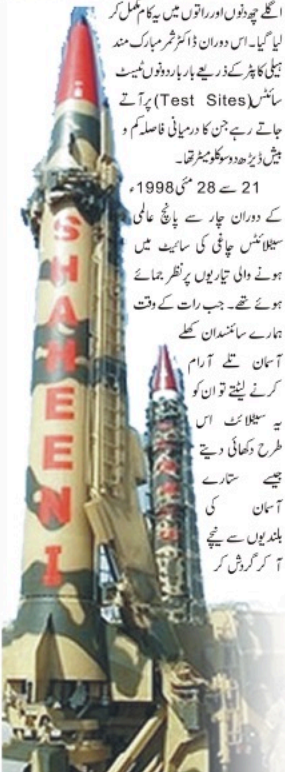 اگلے چھ دنوں اور راتوں میں یہ کام مکمل کر
لیا گیا۔ اس دوران ڈاکٹر ثمر مبارک مند
ہیلی کاپٹر کے ذریعے بار بار دونوں ٹیسٹ
سائٹس (Test Sites) پر آتے
جاتے رہے جن کا درمیانی فاصلہ کم و
بیش ڈیڑھ دو سو کلومیٹر تھا۔
21 سے 28 مئی 1998ء
کے دوران چار سے پانچ عالمی
سیٹلائٹس چاغی کی سائیٹ میں
ہونے والی تیاریوں پر نظر جمائے
ہوئے تھے۔ جب رات کے وقت
ہمارے سائنسدان کھلے
آسمان تلے آرام
کرنے لیٹتے تو ان کو
یہ سیٹلائٹ اس
طرح دکھائی دیتے
جیسے ستارے
آسمان کی
بلندیوں سے نیچے
آ کر گردش کر
SHAHEEN I